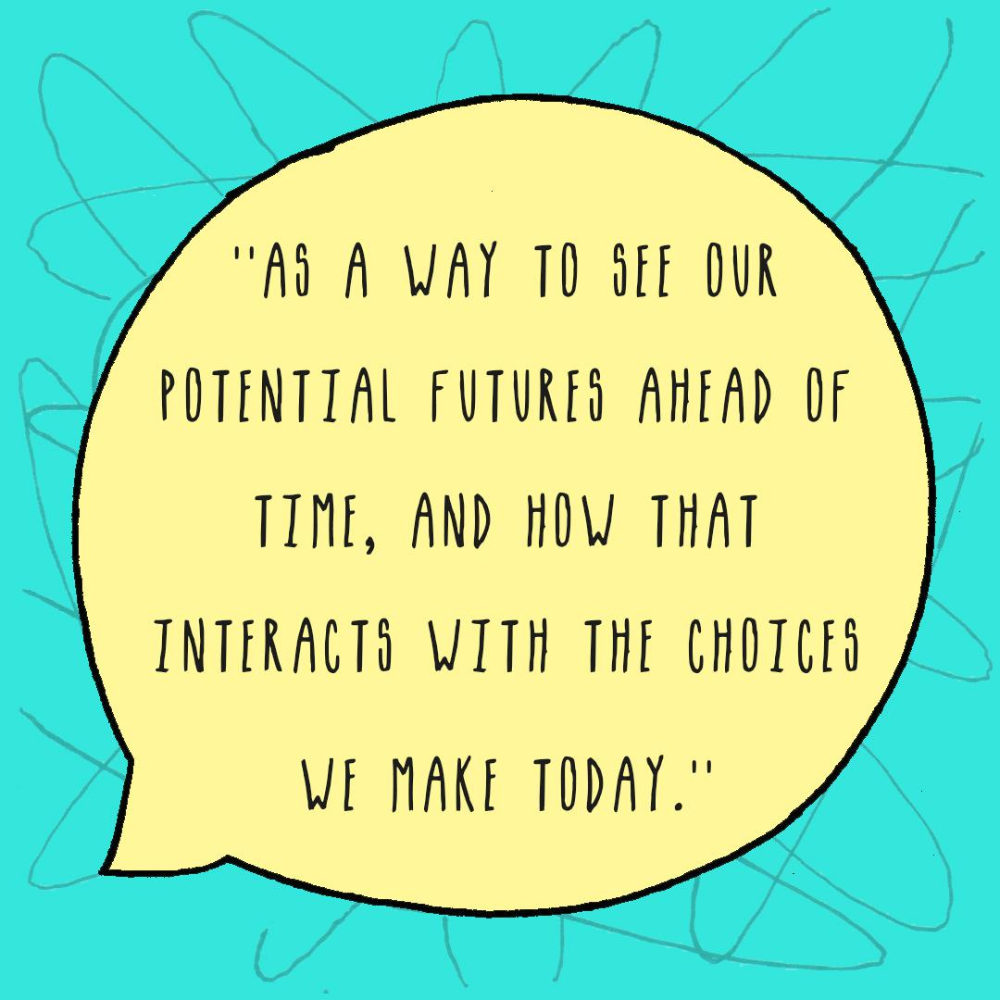 "AS A WAY TO SEE OUR
POTENTIAL FUTURES AHEAD OF
TIME, AND HOW THAT
INTERACTS WITH THE CHOICES
WE MAKE TODAY."